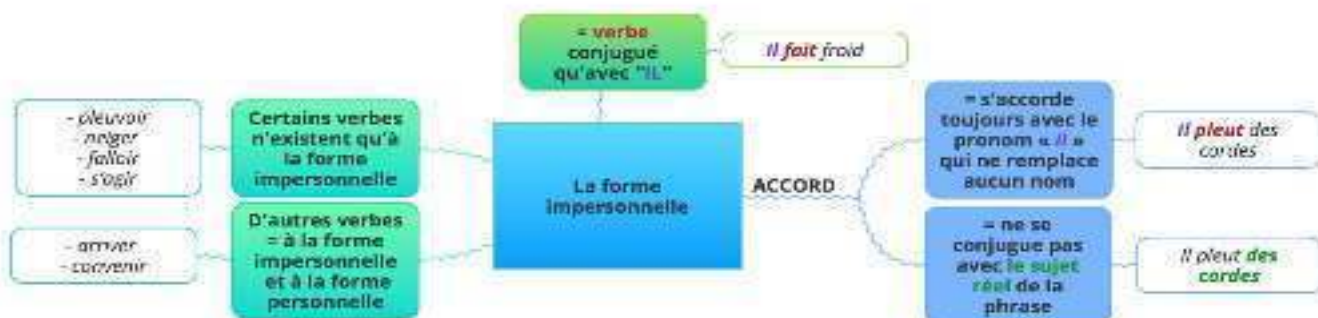 = verbe
conjugué
qu'avec "IL"
Il fait froid
- pleuvoir
- neiger
- falloir
- s'agir
Certains verbes
n'existent qu'à
la forme
impersonnelle
D'autres verbes
= à la forme
impersonnelle
et à la forme
personnelle
- arriver
- convenir
La forme
impersonnelle
ACCORD
= s'accorde
toujours avec le
pronom « il »
qui ne remplace
aucun nom
Il pleut des
cordes
= ne se
conjugue pas
avec le sujet
réel de la
phrase
Il pleut des
cordes